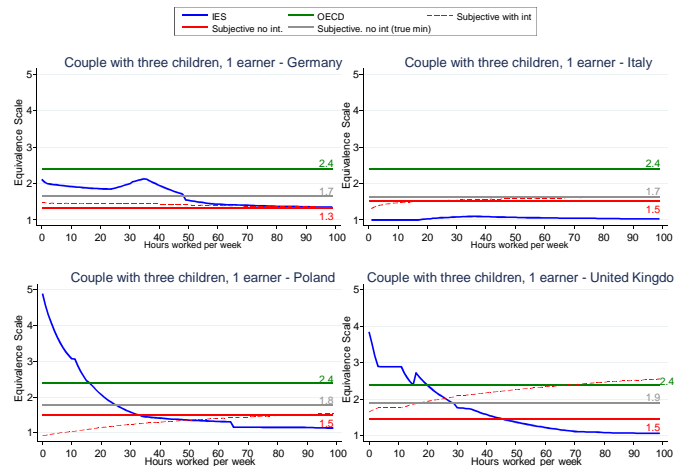 IES OECD Subjective with int
Subjective no int. Subjective. no int (true min)
Couple with three children, 1 earner - Germany
Equivalence Scale
5
4
3
2
1
2.4
1.7
1.3
0 10 20 30 40 50 60 70 80 90 100
Hours worked per week
Couple with three children, 1 earner - Italy
Equivalence Scale
5
4
3
2
1
2.4
1.7
1.5
0 10 20 30 40 50 60 70 80 90 100
Hours worked per week
Couple with three children, 1 earner - Poland
Equivalence Scale
5
4
3
2
1
2.4
1.8
1.5
0 10 20 30 40 50 60 70 80 90 100
Hours worked per week
Couple with three children, 1 earner - United Kingdo
Equivalence Scale
5
4
3
2
1
2.4
1.9
1.5
0 10 20 30 40 50 60 70 80 90 100
Hours worked per week